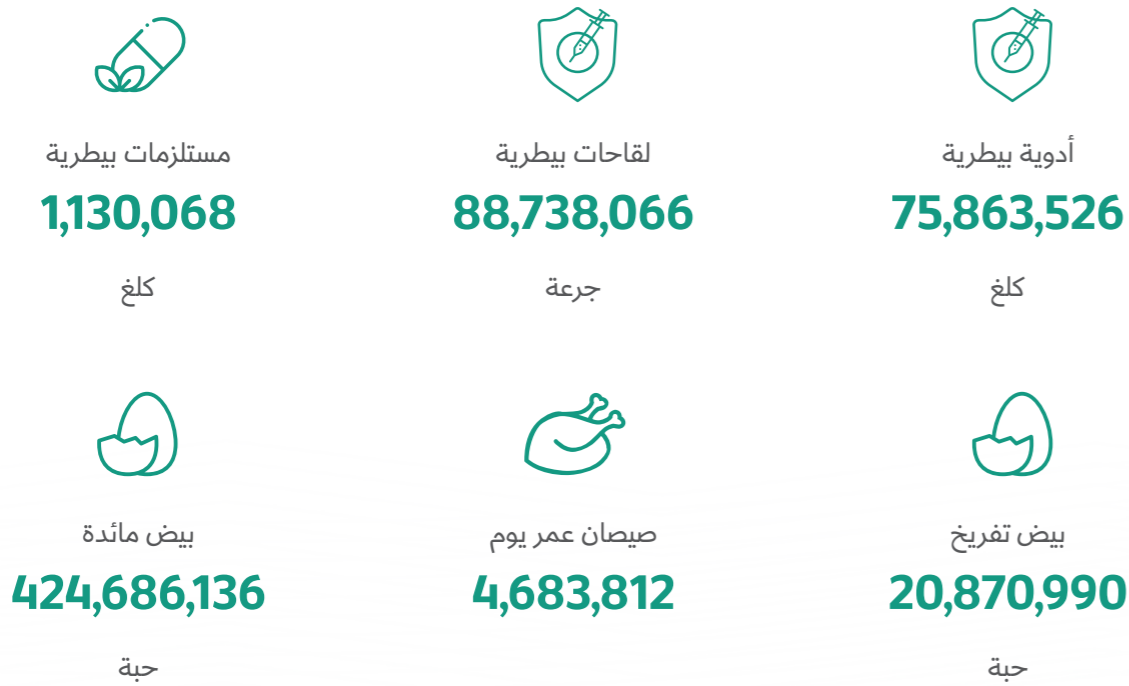 أدوية بيطرية
75,863,526
كلغ
لقاحات بيطرية
88,738,066
جرعة
مستلزمات بيطرية
1,130,068
كلغ
بيض تفريخ
20,870,990
حبة
صيصان عمر يوم
4,683,812
بيض مائدة
424,686,136
حبة